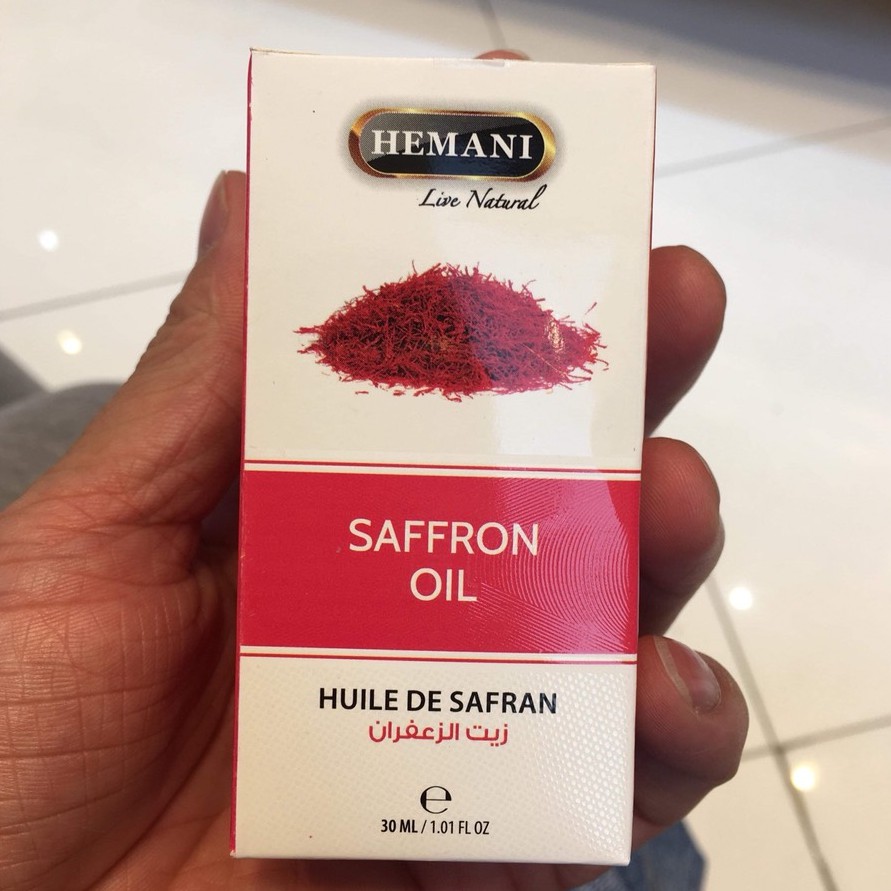 HEMANI
Live Natural
SAFFRON
OIL
HUILE DE SAFRAN
زيت الزعفران
℮
30 ML / 1.01 FL OZ